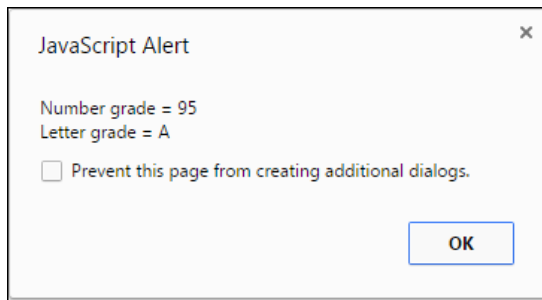 JavaScript Alert
Number grade = 95
Letter grade = A
Prevent this page from creating additional dialogs.
OK